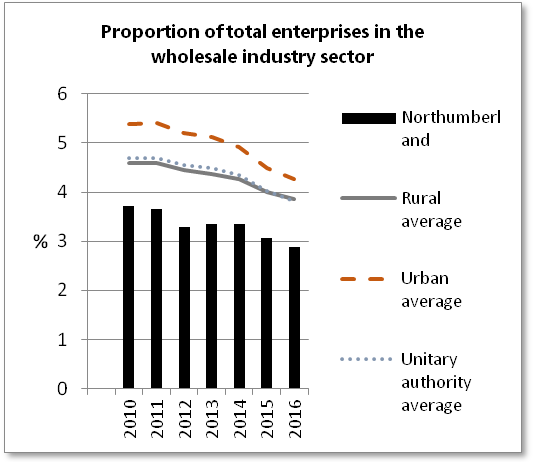 Proportion of total enterprises in the
wholesale industry sector
6
5
4
3
2
1
0
%
2010
2011
2012
2013
2014
2015
2016
Northumberl
and
Rural
average
Urban
average
Unitary
authority
average